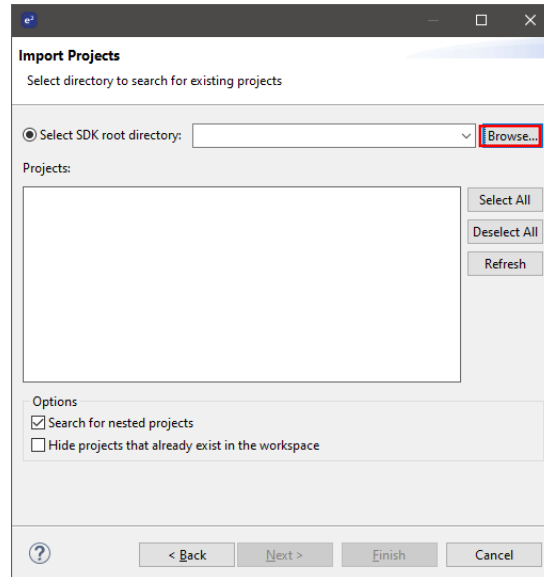 e²
Import Projects
Select directory to search for existing projects
Select SDK root directory:
Browse...
Projects:
Select All
Deselect All
Refresh
Options
Search for nested projects
Hide projects that already exist in the workspace
?
< Back
Next >
Finish
Cancel